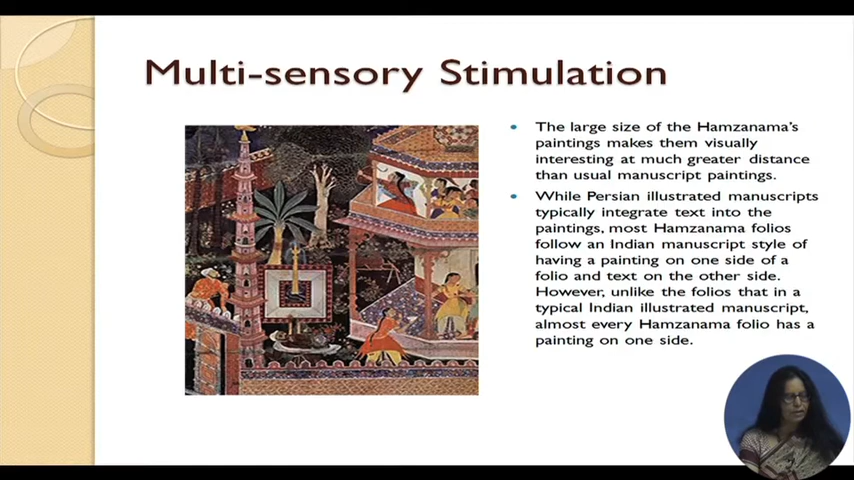 Multi-sensory Stimulation
• The large size of the Hamzanama's
paintings makes them visually
interesting at much greater distance
than usual manuscript paintings.
• While Persian illustrated manuscripts
typically integrate text into the
paintings, most Hamzanama folios
follow an Indian manuscript style of
having a painting on one side of a
folio and text on the other side.
However, unlike the folios that in a
typical Indian illustrated manuscript,
almost every Hamzanama folio has a
painting on one side.